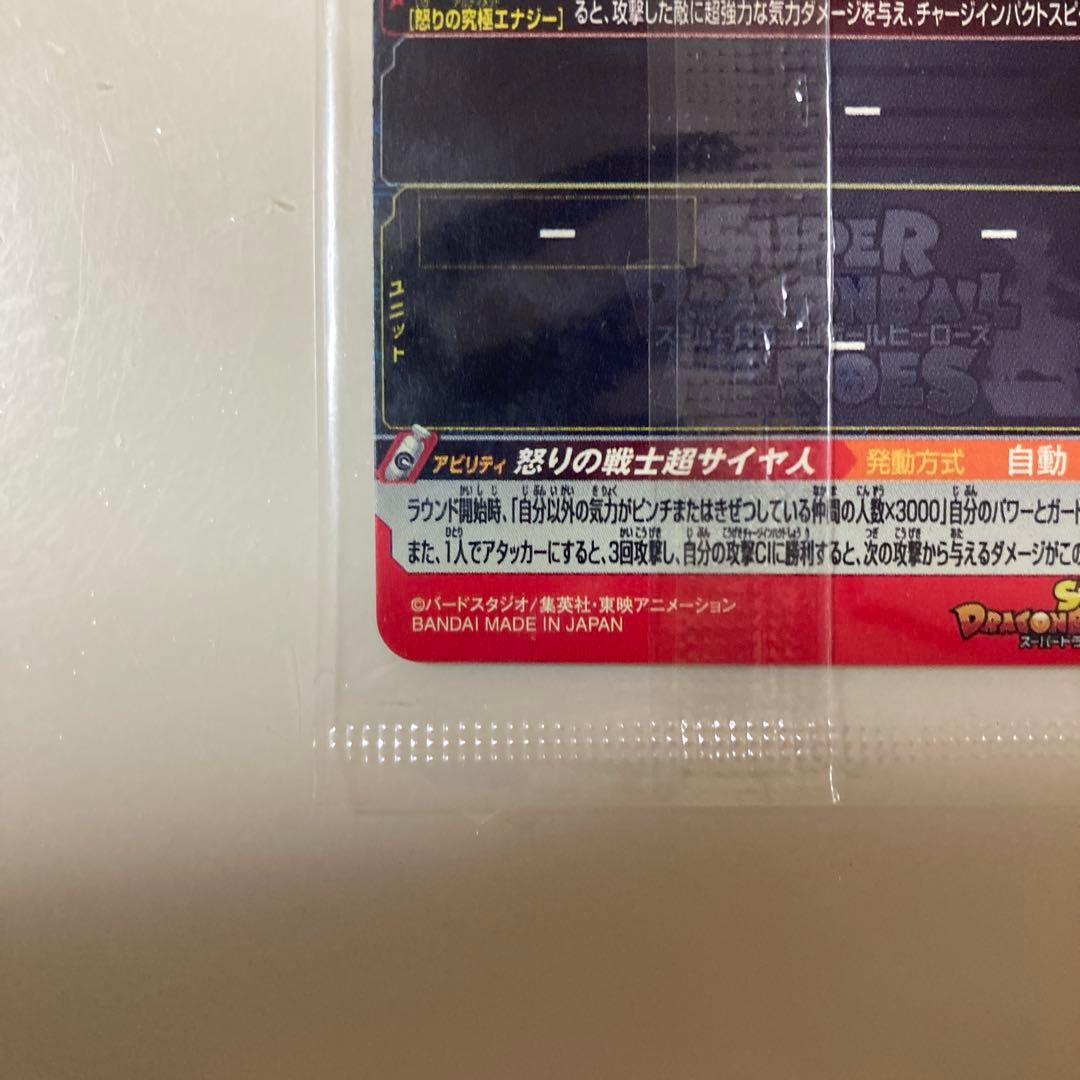 [怒りの究極エナジー]
ると、攻撃した敵に超強力な気力ダメージを与え、チャージインパクトスピ
ー
ー
ー
ユニット
SUPER
DRAGONBALL
スーパードラゴンボールヒーローズ
HEROES
ー
アビリティ 怒りの戦士超サイヤ人 発動方式 自動
ラウンド開始時、「自分以外の気力がピンチまたはきぜつしている仲間の人数×3000」自分のパワーとガード
また、1人でアタッカーにすると、3回攻撃し、自分の攻撃CIに勝利すると、次の攻撃から与えるダメージがこの
©バードスタジオ/集英社・東映アニメーション
BANDAI MADE IN JAPAN
S
DRAGON
スーパード